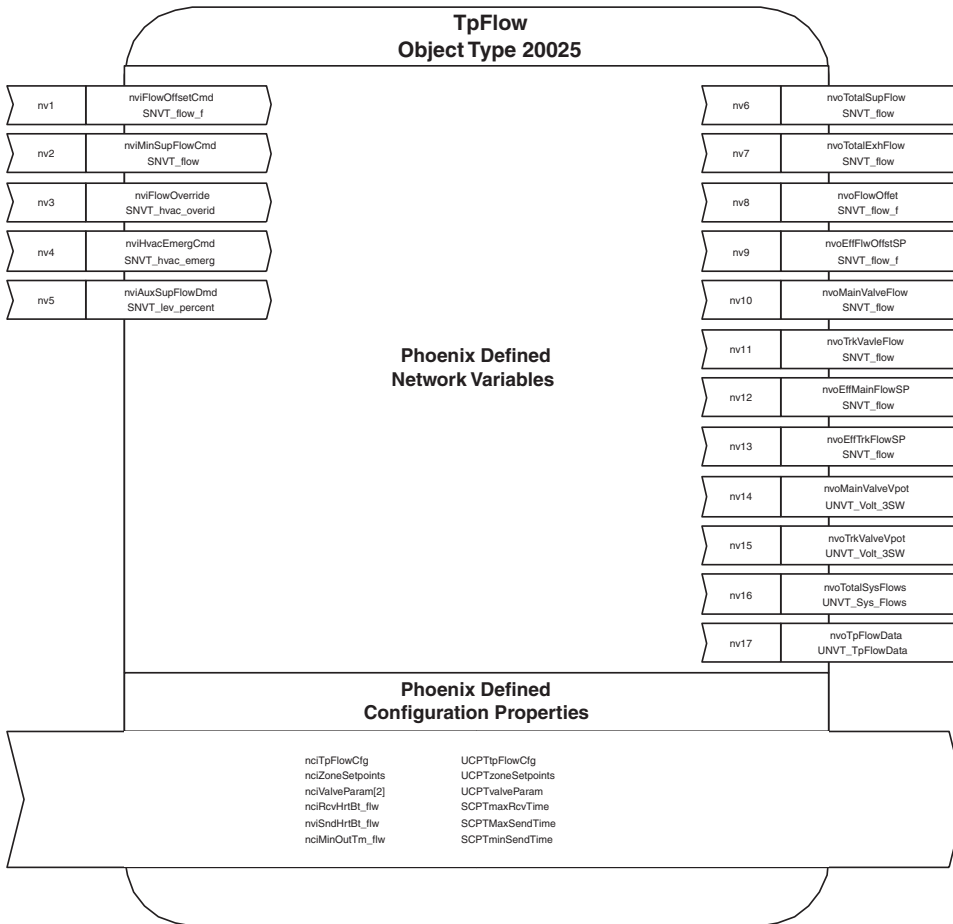 TpFlow
Object Type 20025
nv1
nviFlowOffsetCmd
SNVT_flow_f
nv2
nviMinSupFlowCmd
SNVT_flow
nv3
nviFlowOverride
SNVT_hvac_overid
nv4
nviHvacEmergCmd
SNVT_hvac_emerg
nv5
nviAuxSupFlowDmd
SNVT_lev_percent
Phoenix Defined
Network Variables
nv6
nvoTotalSupFlow
SNVT_flow
nv7
nvoTotalExhFlow
SNVT_flow
nv8
nvoFlowOffet
SNVT_flow_f
nv9
nvoEffFlwOffstSP
SNVT_flow_f
nv10
nvoMainValveFlow
SNVT_flow
nv11
nvoTrkVavleFlow
SNVT_flow
nv12
nvoEffMainFlowSP
SNVT_flow
nv13
nvoEffTrkFlowSP
SNVT_flow
nv14
nvoMainValveVpot
UNVT_Volt_3SW
nv15
nvoTrkValveVpot
UNVT_Volt_3SW
nv16
nvoTotalSysFlows
UNVT_Sys_Flows
nv17
nvoTpFlowData
UNVT_TpFlowData
Phoenix Defined
Configuration Properties
nciTpFlowCfg UCPTtpFlowCfg
nciZoneSetpoints UCPTzoneSetpoints
nciValveParam[2] UCPTvalveParam
nciRcvHrtBt_flw SCPTmaxRcvTime
nviSndHrtBt_flw SCPTMaxSendTime
nciMinOutTm_flw SCPTminSendTime